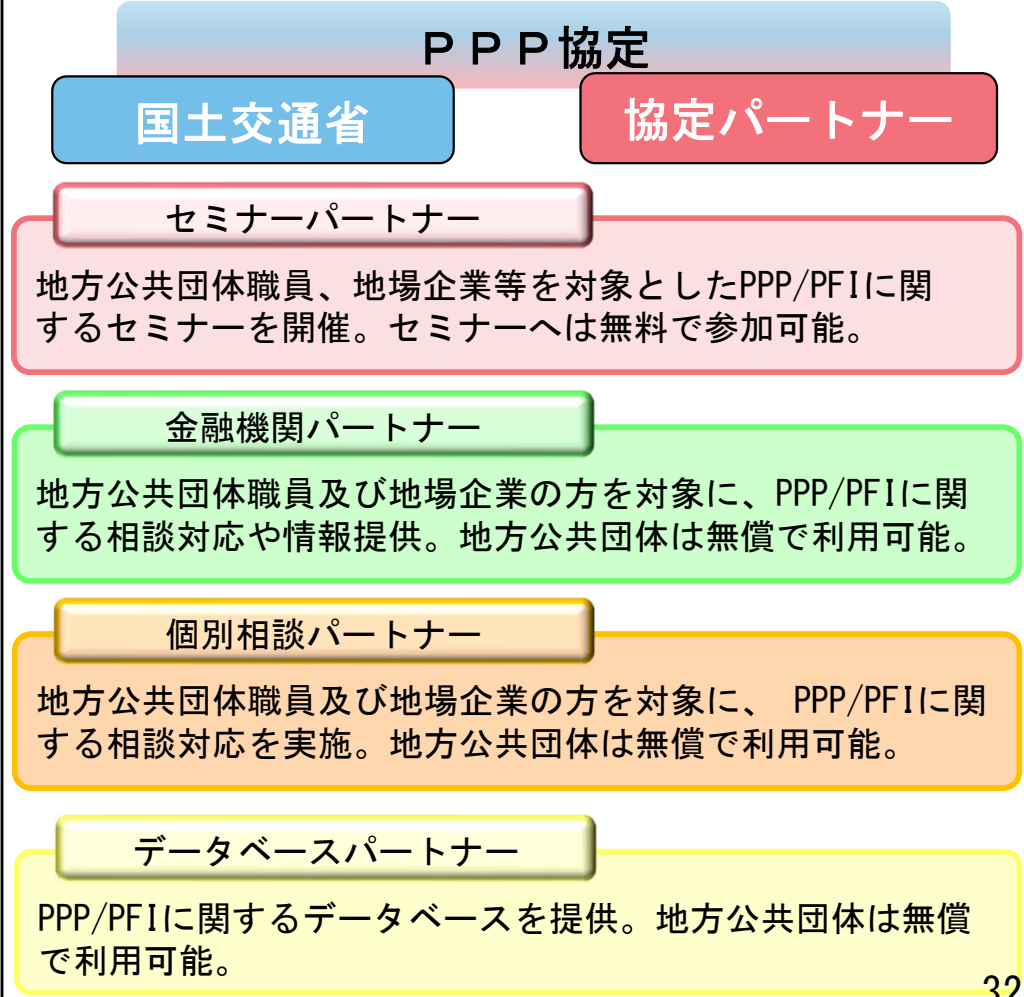 ＰＰＰ協定
国土交通省
協定パートナー
セミナーパートナー
地方公共団体職員、地場企業等を対象としたPPP/PFIに関
するセミナーを開催。セミナーへは無料で参加可能。
金融機関パートナー
地方公共団体職員及び地場企業の方を対象に、PPP/PFIに関
する相談対応や情報提供。地方公共団体は無償で利用可能。
個別相談パートナー
地方公共団体職員及び地場企業の方を対象に、 PPP/PFIに関
する相談対応を実施。地方公共団体は無償で利用可能。
データベースパートナー
PPP/PFIに関するデータベースを提供。地方公共団体は無償
で利用可能。
32